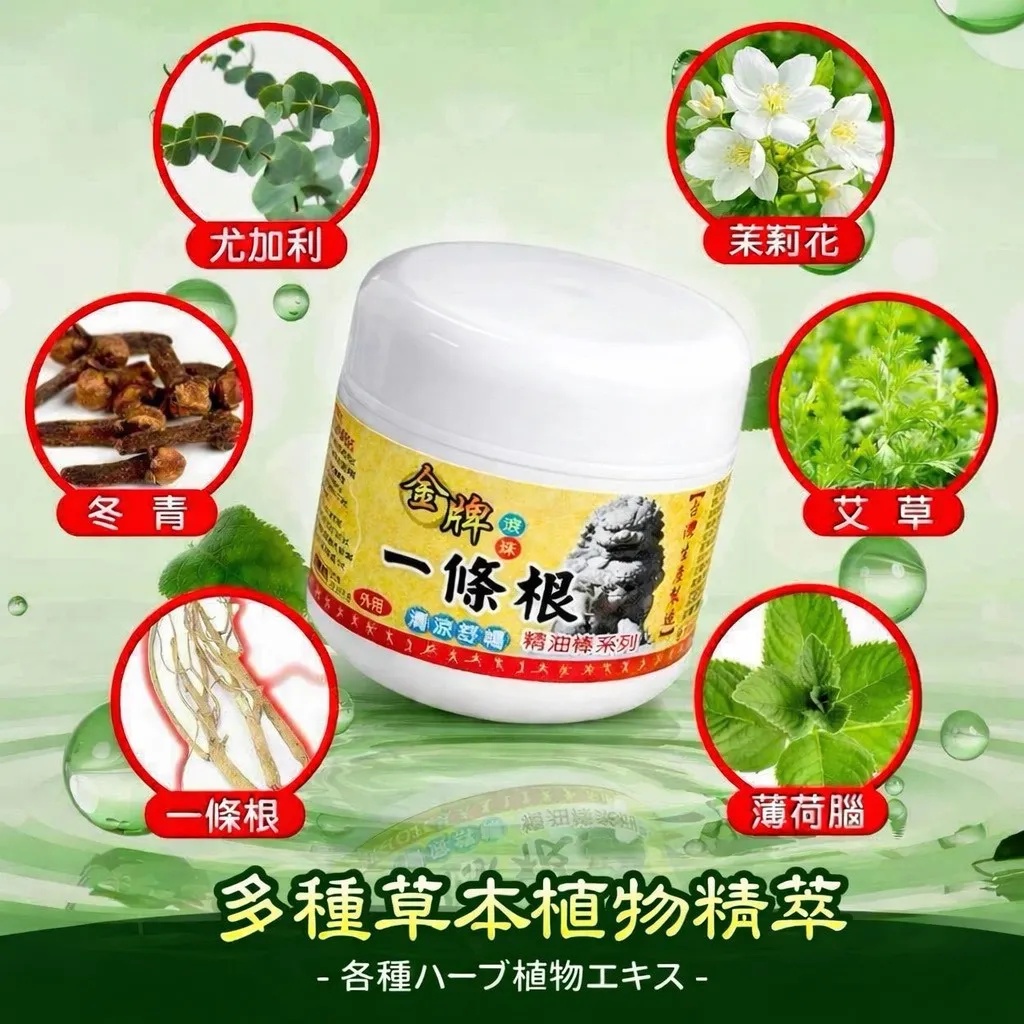 尤加利
茉莉花
冬青
艾草
金牌
滾珠
一條根
外用
清涼舒暢
精油棒系列
【台灣生產製造】
一條根
薄荷腦
多種草本植物精萃
- 各種ハーブ植物エキス -